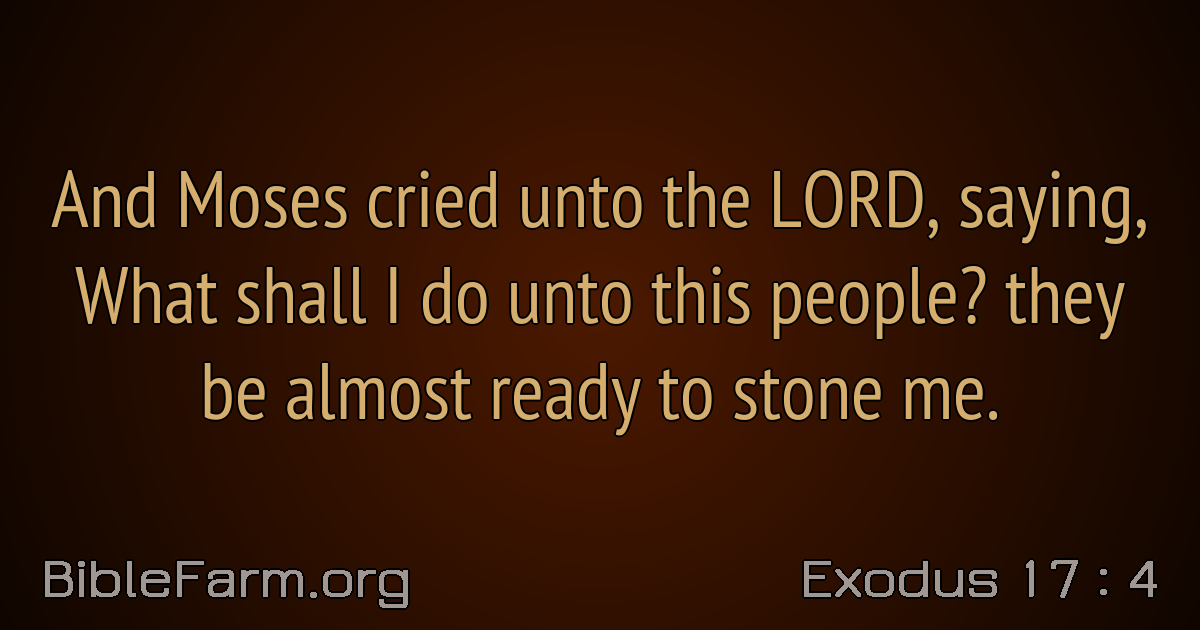 And Moses cried unto the LORD, saying,
What shall I do unto this people? they
be almost ready to stone me.
BibleFarm.org
Exodus 17 : 4